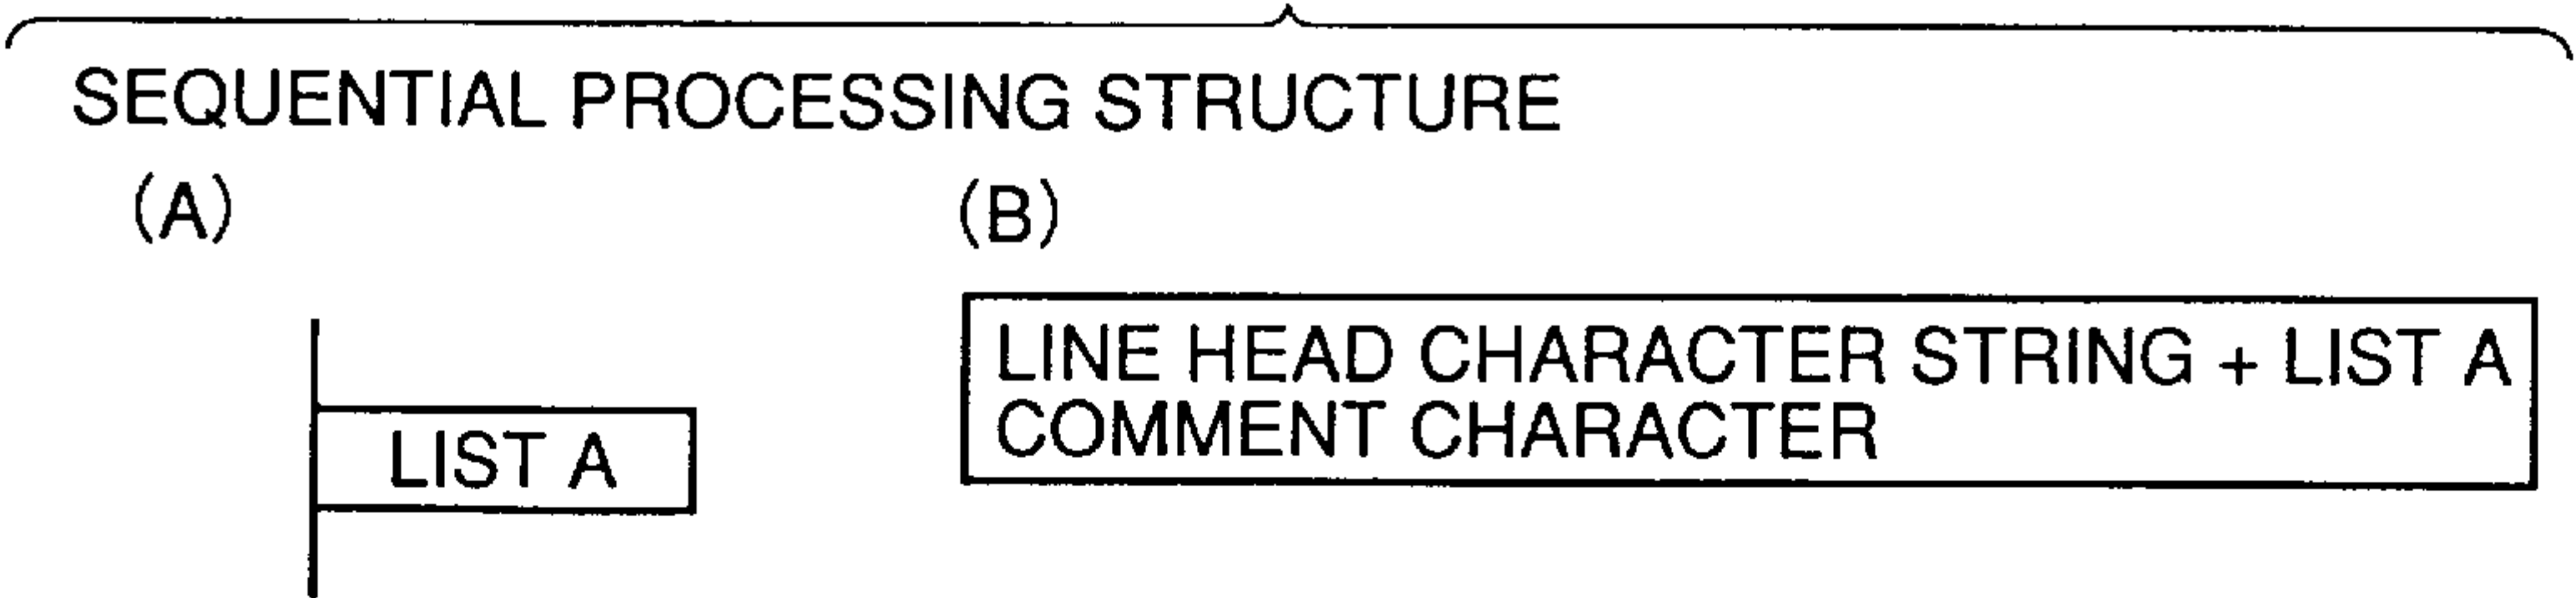 SEQUENTIAL PROCESSING STRUCTURE
(A)
(B)
LINE HEAD CHARACTER STRING + LIST A
COMMENT CHARACTER
LIST A